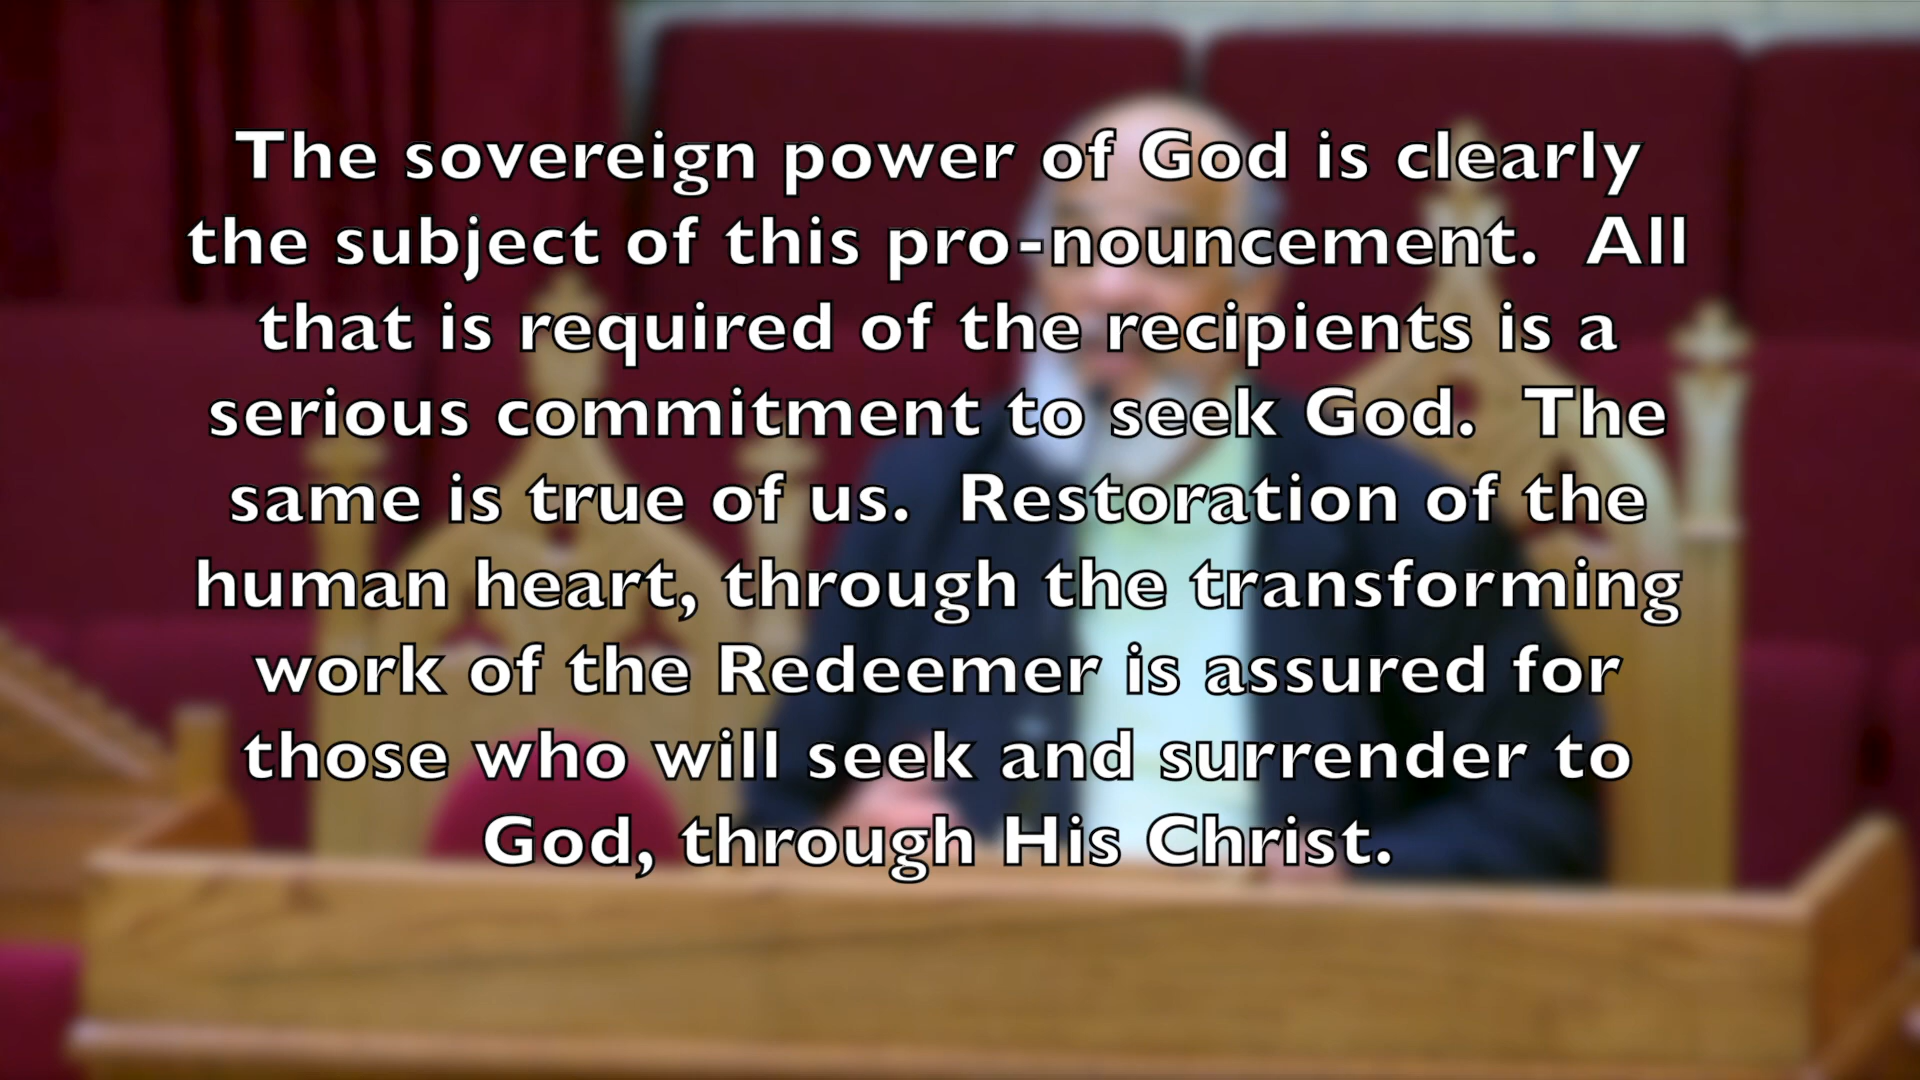 The sovereign power of God is clearly
the subject of this pro-nouncement.  All
that is required of the recipients is a
serious commitment to seek God.  The
same is true of us.  Restoration of the
human heart, through the transforming
work of the Redeemer is assured for
those who will seek and surrender to
God, through His Christ.